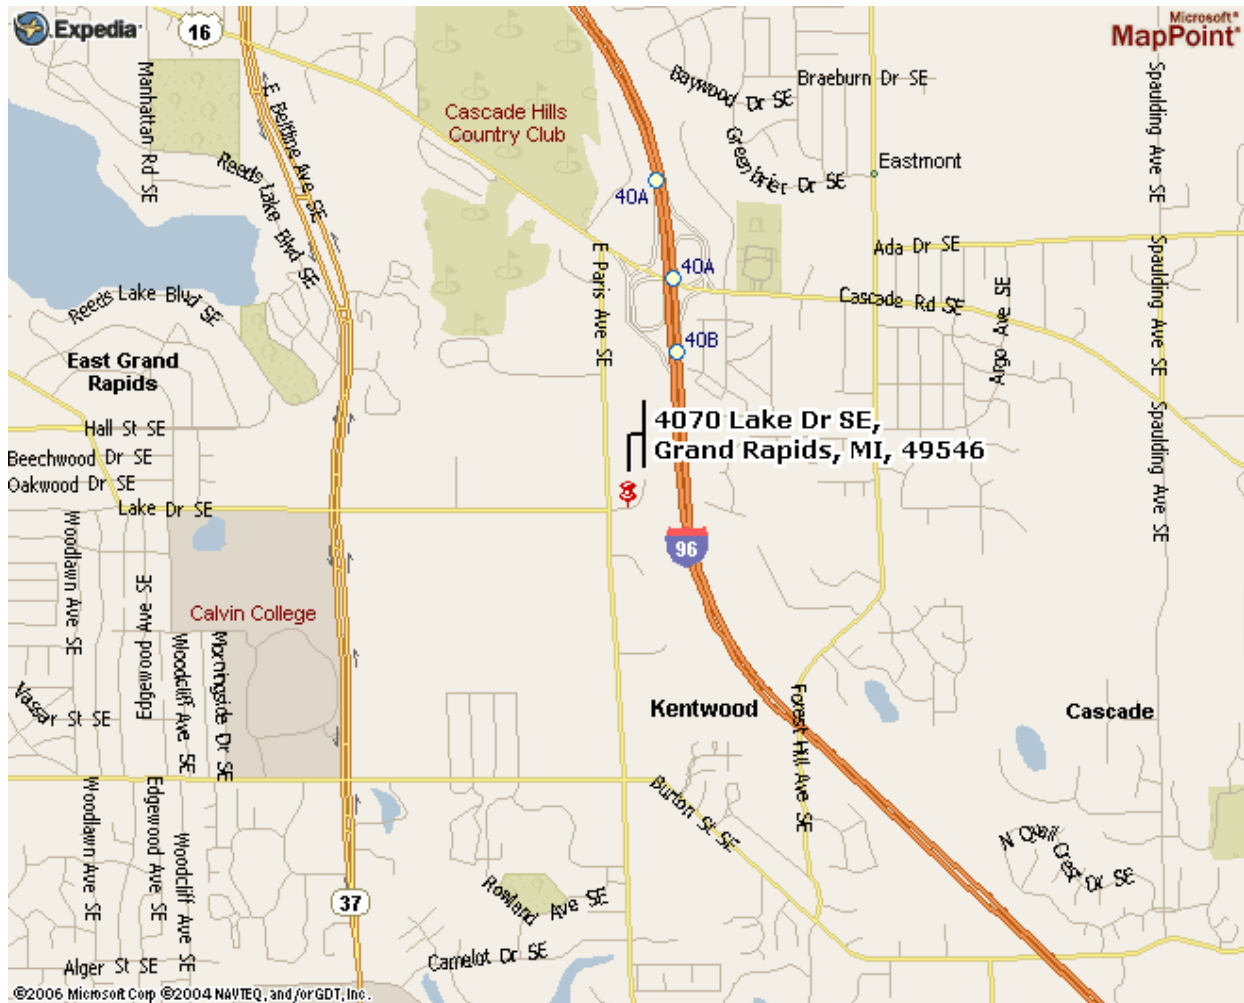 Expedia®
Microsoft®
MapPoint®
16
Manhattan Rd SE
E Beltline Ave SE
Reeds Lake Blvd SE
Cascade Hills
Country Club
Baywood Dr SE
Braeburn Dr SE
Greenbrier Dr SE
Eastmont
Spaulding Ave SE
40A
40A
40B
E Paris Ave SE
Ada Dr SE
Cascade Rd SE
Argo Ave SE
Spaulding Ave SE
Reeds Lake Blvd SE
East Grand
Rapids
Hall St SE
Beechwood Dr SE
Oakwood Dr SE
Lake Dr SE
4070 Lake Dr SE,
Grand Rapids, MI, 49546
Spaulding Ave SE
96
Woodlawn Ave SE
Edgewood Ave SE
Calvin College
Woodcliff Ave SE
Morningside Dr SE
Vassar St SE
Kentwood
Forest Hill Ave SE
Cascade
Woodlawn Ave SE
Edgewood Ave SE
Woodcliff Ave SE
Burton St SE
N Quail Crest Dr SE
37
Rowland Ave SE
Camelot Dr SE
Alger St SE
©2006 Microsoft Corp ©2004 NAVTEQ, and/or GDT, Inc.